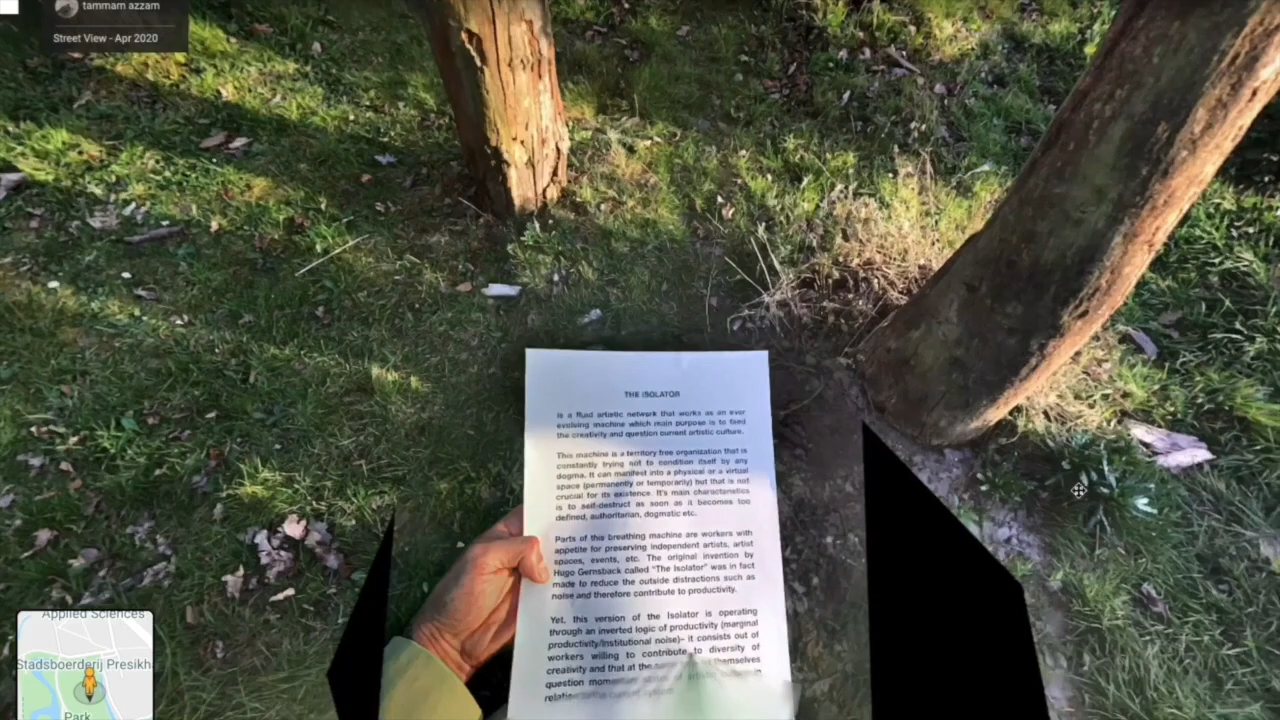 tammam azzam
Street View - Apr 2020
THE ISOLATOR
is a fluid artistic network that works as an ever
evolving machine which main purpose is to feed
the creativity and question current artistic culture.
This machine is a territory free organization that is
constantly trying not to condition itself by any
dogma. It can manifest into a physical or a virtual
space (permanently or temporarily) but that is not
crucial for its existence. It's main characteristics
is to self-destruct as soon as it becomes too
defined, authoritarian, dogmatic etc.
Parts of this breathing machine are workers with
appetite for preserving independent artists, artist
spaces, events, etc. The original invention by
Hugo Gernsback called "The Isolator" was in fact
made to reduce the outside distractions such as
noise and therefore contribute to productivity.
Yet, this version of the Isolator is operating
through an inverted logic of productivity (marginal
productivity/institutional noise)- it consists out of
workers willing to contribute to diversity of
creativity and that at the themselves
question of artistic
relation to the current system.
Applied Sciences
Stadsboerderij Presikh
Park